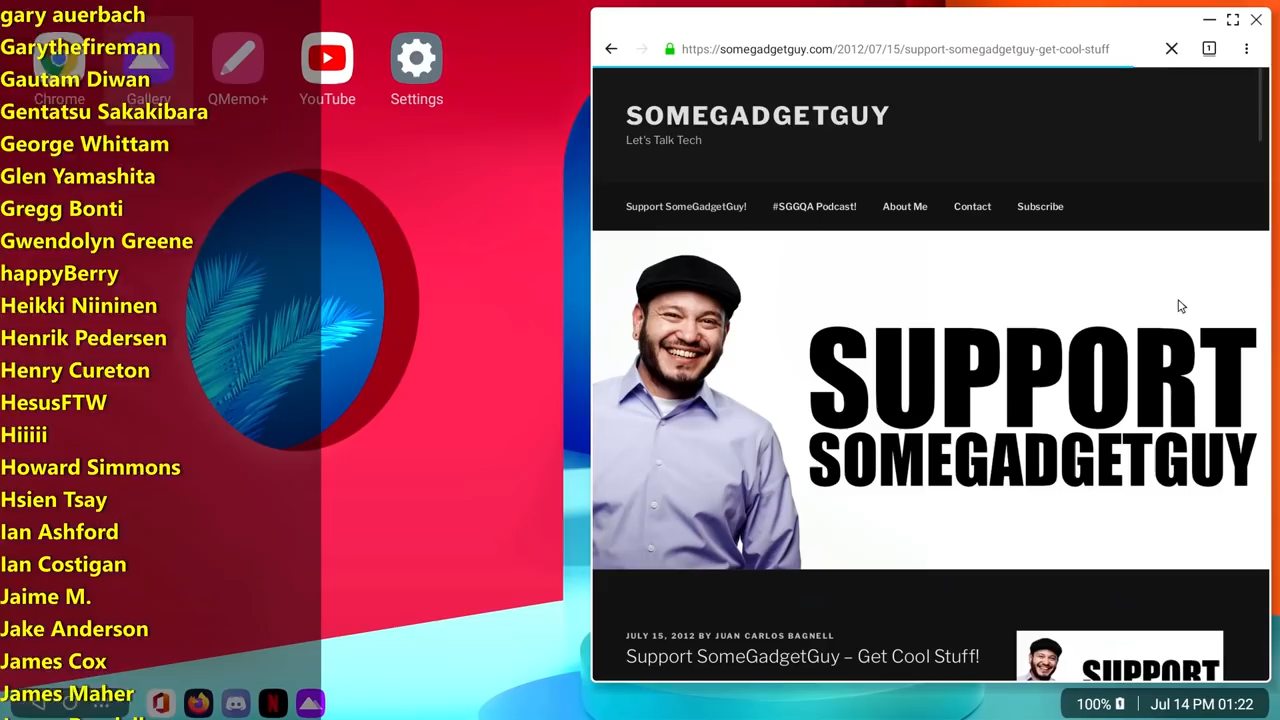 gary auerbach
Garythefireman
Gautam Diwan
Gentatsu Sakakibara
George Whittam
Glen Yamashita
Gregg Bonti
Gwendolyn Greene
happyBerry
Heikki Niininen
Henrik Pedersen
Henry Cureton
HesusFTW
Hiiiii
Howard Simmons
Hsien Tsay
Ian Ashford
Ian Costigan
Jaime M.
Jake Anderson
James Cox
James Maher
Chrome
Gallery
QMemo+
YouTube
Settings
https://somegadgetguy.com/2012/07/15/support-somegadgetguy-get-cool-stuff
1
SOMEGADGETGUY
Let's Talk Tech
Support SomeGadgetGuy! #SGGQA Podcast! About Me Contact Subscribe
SUPPORT
SOMEGADGETGUY
JULY 15, 2012 BY JUAN CARLOS BAGNELL
Support SomeGadgetGuy – Get Cool Stuff!
SUPPORT
100% Jul 14 PM 01:22